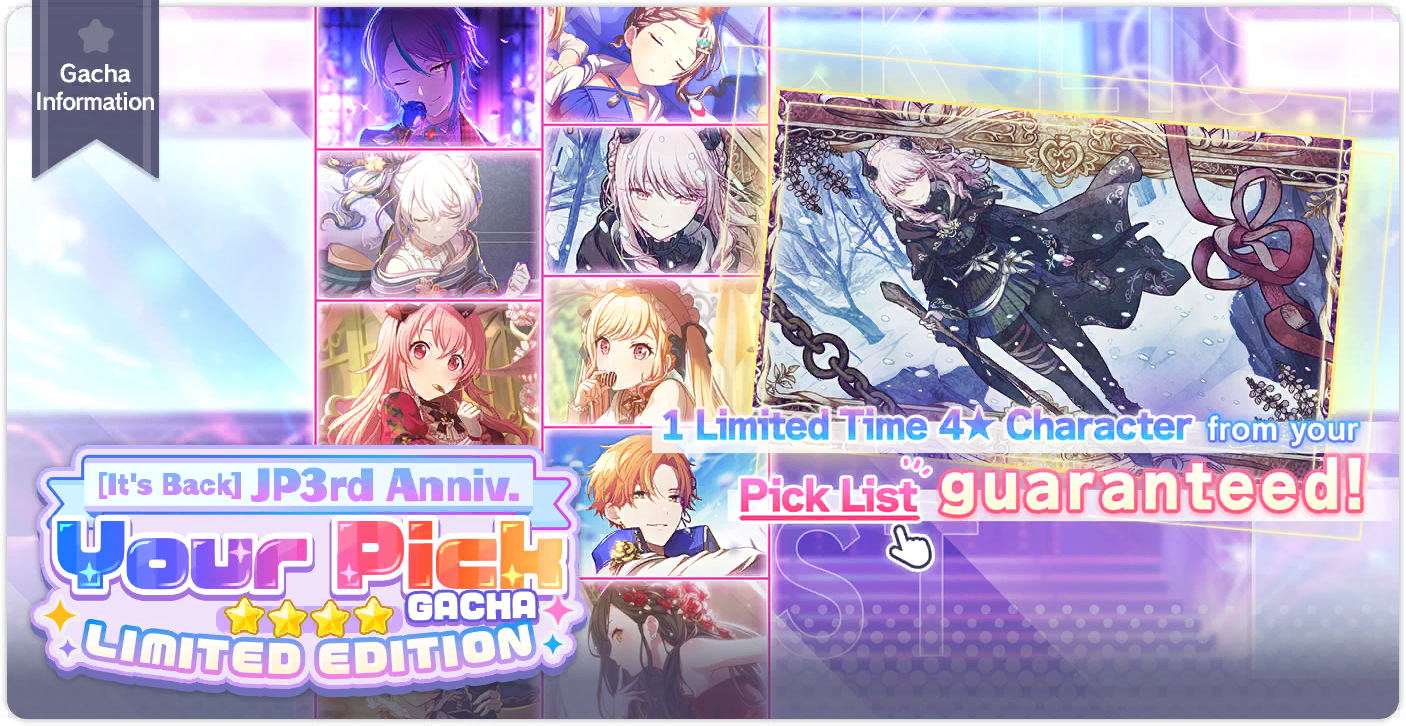 Gacha
Information
[It's Back] JP3rd Anniv.
Your Pick
GACHA
LIMITED EDITION
1 Limited Time 4★ Character from your
Pick List guaranteed!